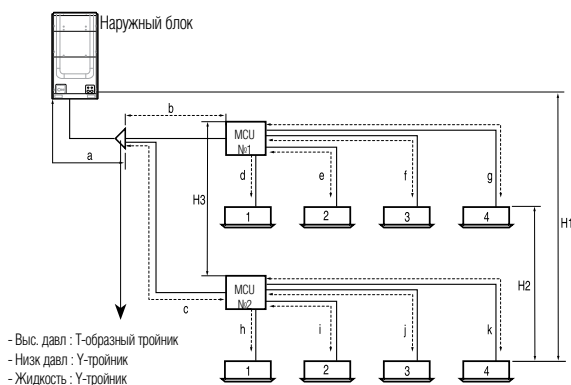 Наружный блок
b
MCU
№1
a
d
e
f
g
H3
H1
1
2
3
4
H2
MCU
№2
c
h
i
j
k
- Выс. давл : Т-образный тройник
- Низк давл : Y-тройник
- Жидкость : Y-тройник
1
2
3
4